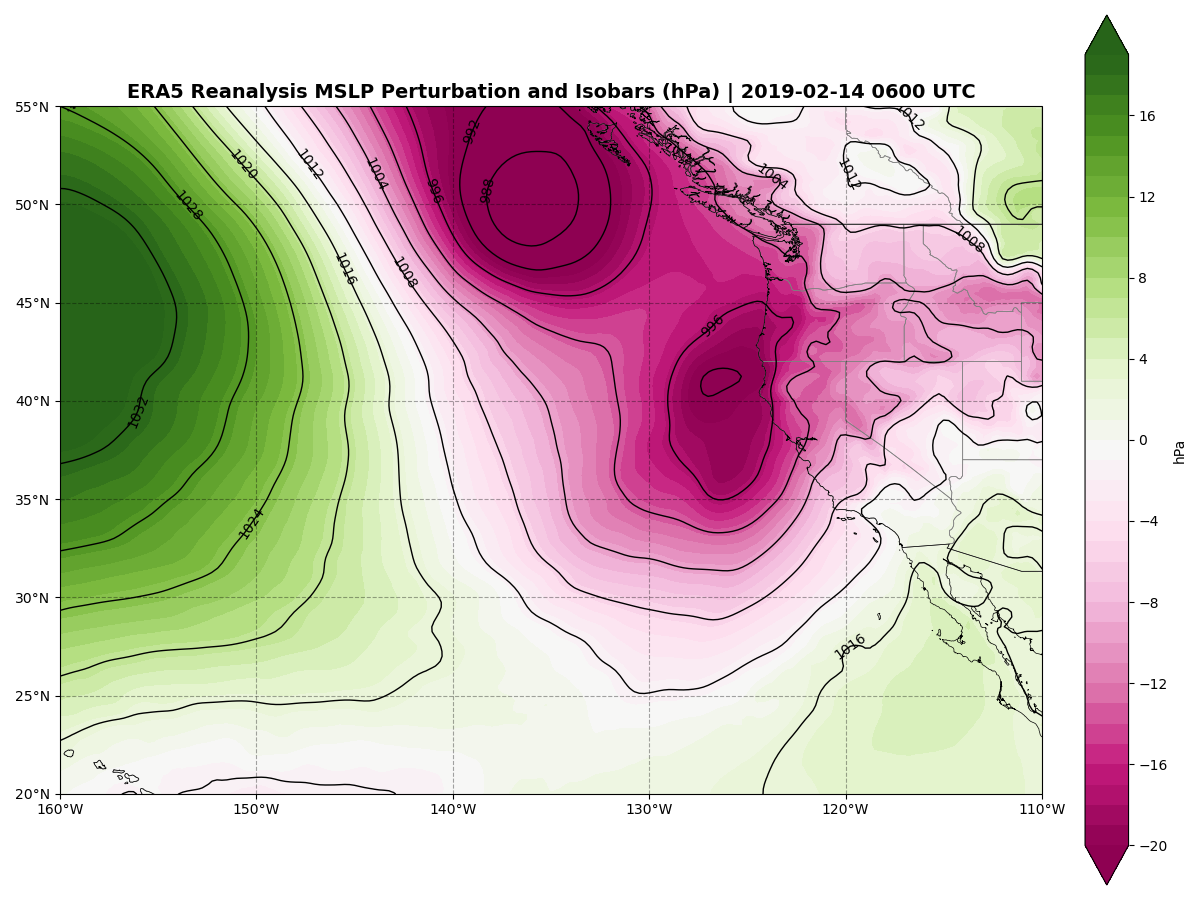 ERA5 Reanalysis MSLP Perturbation and Isobars (hPa) | 2019-02-14 0600 UTC
55°N
50°N
45°N
40°N
35°N
30°N
25°N
20°N
160°W
150°W
140°W
130°W
120°W
110°W
992
988
996
1004
1012
1020
1028
1016
1008
1032
1024
996
1004
1012
1012
1008
1016
16
12
8
4
0
−4
−8
−12
−16
−20
hPa